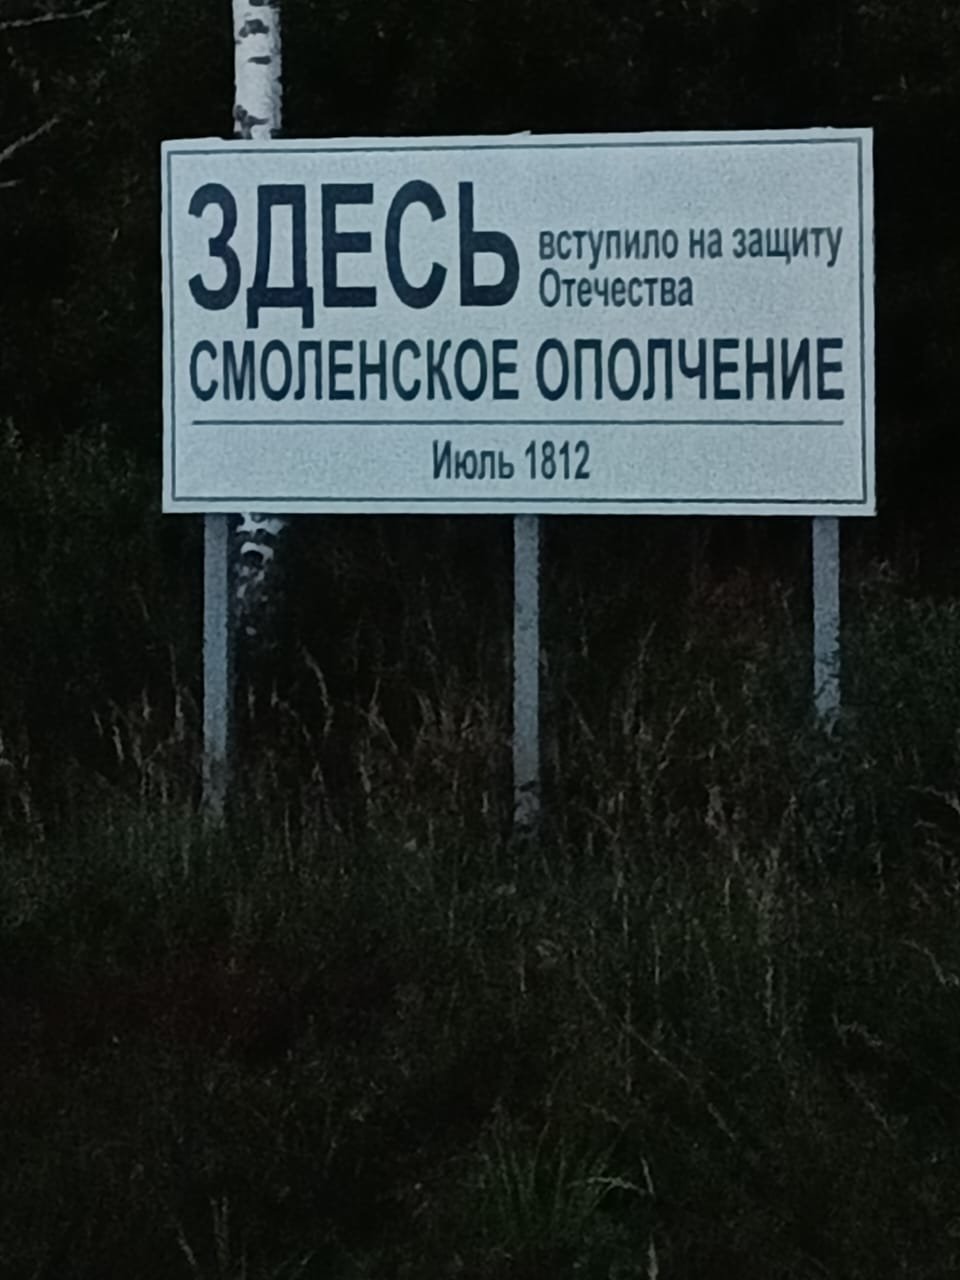 ЗДЕСЬ вступило на защиту
Отечества
СМОЛЕНСКОЕ ОПОЛЧЕНИЕ
Июль 1812